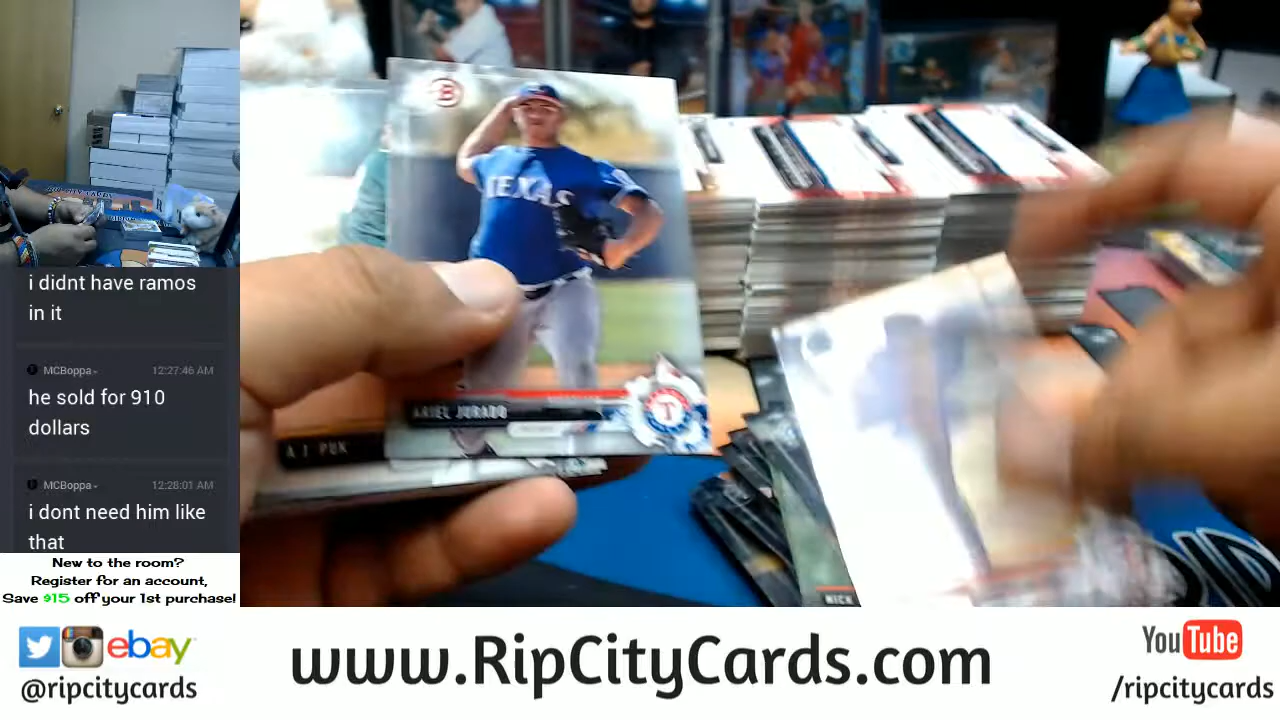 i didnt have ramos
in it
MCBoppa
12:27:46 AM
he sold for 910
dollars
MCBoppa
12:28:01 AM
i dont need him like
that
New to the room?
Register for an account,
Save $15 off your 1st purchase!
B
TEXAS
ARIEL JURADO
T
A J PUK
NICK
ebay
@ripcitycards
www.RipCityCards.com
YouTube
/ripcitycards